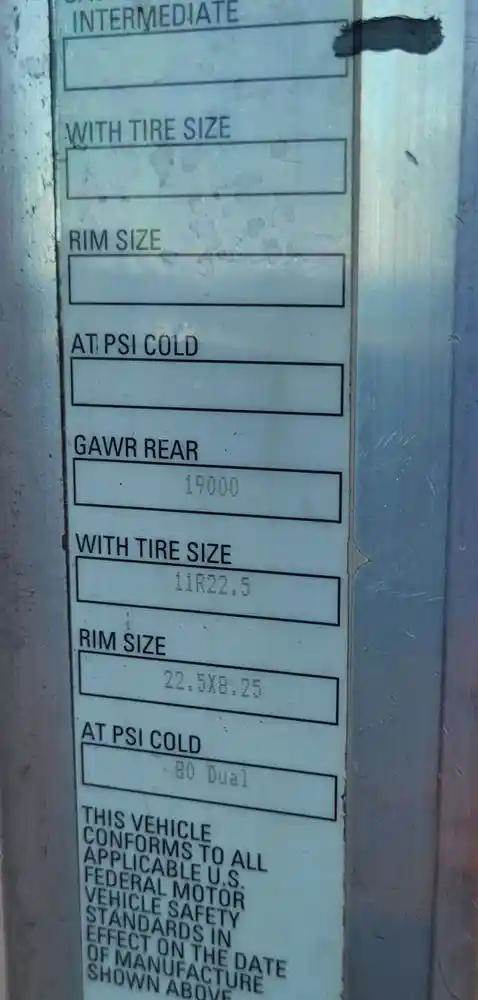 INTERMEDIATE
WITH TIRE SIZE
RIM SIZE
AT PSI COLD
GAWR REAR
19000
WITH TIRE SIZE
11R22.5
RIM SIZE
22.5X8.25
AT PSI COLD
80 Dual
THIS VEHICLE
CONFORMS TO ALL
APPLICABLE U.S.
FEDERAL MOTOR
VEHICLE SAFETY
STANDARDS IN
EFFECT ON THE DATE
OF MANUFACTURE
SHOWN ABOVE